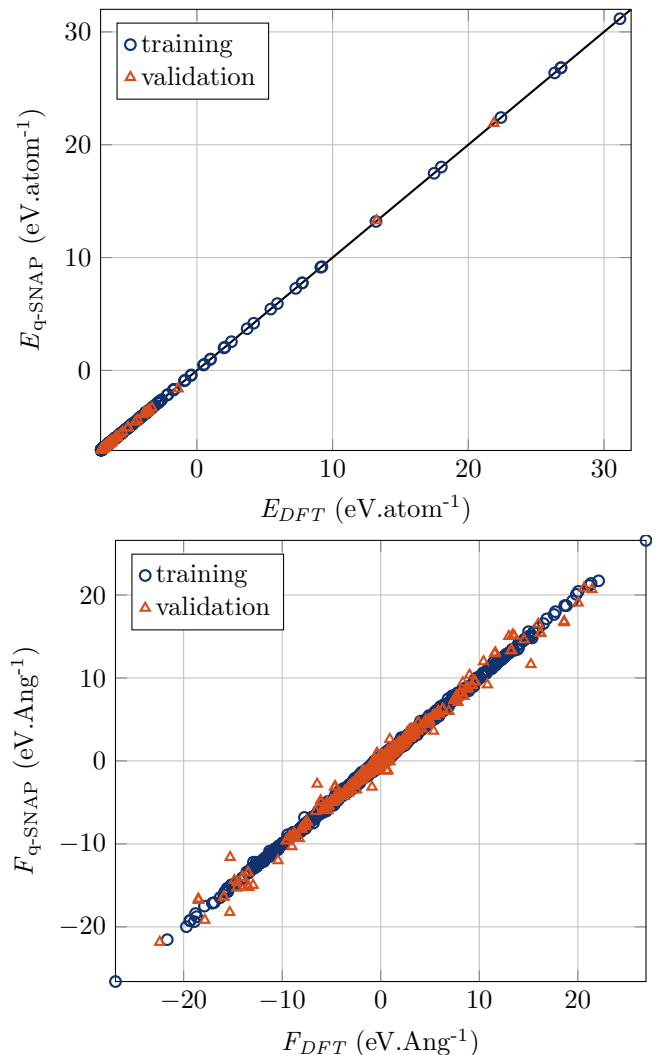 training
validation
30
20
10
0
E_q-SNAP (eV.atom^-1)
0 10 20 30
E_DFT (eV.atom^-1)
training
validation
20
10
0
−10
−20
F_q-SNAP (eV.Ang^-1)
−20 −10 0 10 20
F_DFT (eV.Ang^-1)